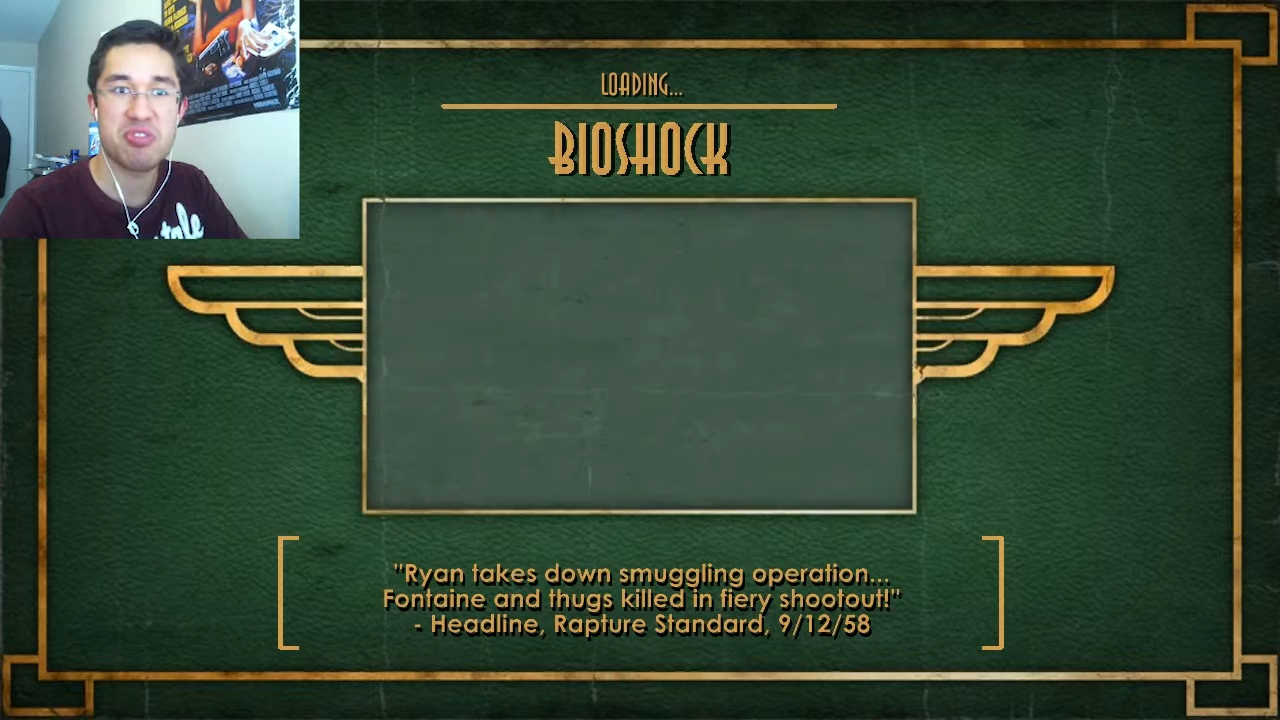 LOADING...
BIOSHOCK
"Ryan takes down smuggling operation...
Fontaine and thugs killed in fiery shootout!"
- Headline, Rapture Standard, 9/12/58